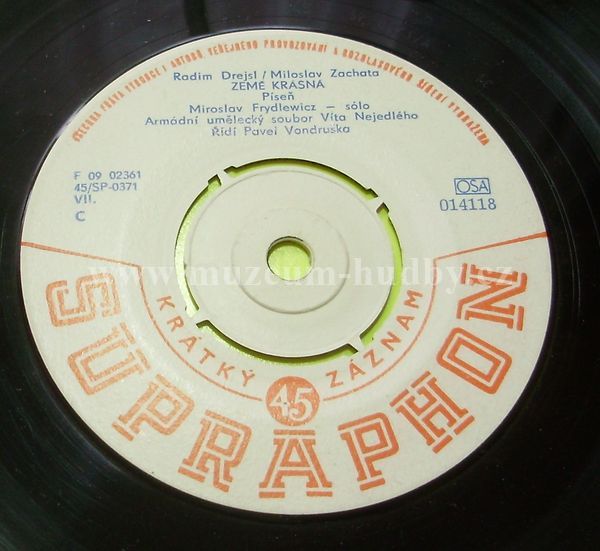 VŠECHNA PRÁVA VÝROBCE I AUTORŮ, VEŘEJNÉHO PROVOZOVÁNÍ A ROZHLASOVÉHO ŠÍŘENÍ VYHRAŽENA
Radim Drejsl / Miloslav Zachata
ZEMĚ KRÁSNÁ
Píseň
Miroslav Frydlewicz — sólo
Armádní umělecký soubor Víta Nejedlého
Řídí Pavel Vondruška
F 09 02361
45/SP-0371
VII.
C
OSA
014118
www.muzeum-hudby.cz
KRÁTKÝ 45 ZÁZNAM
SUPRAPHON